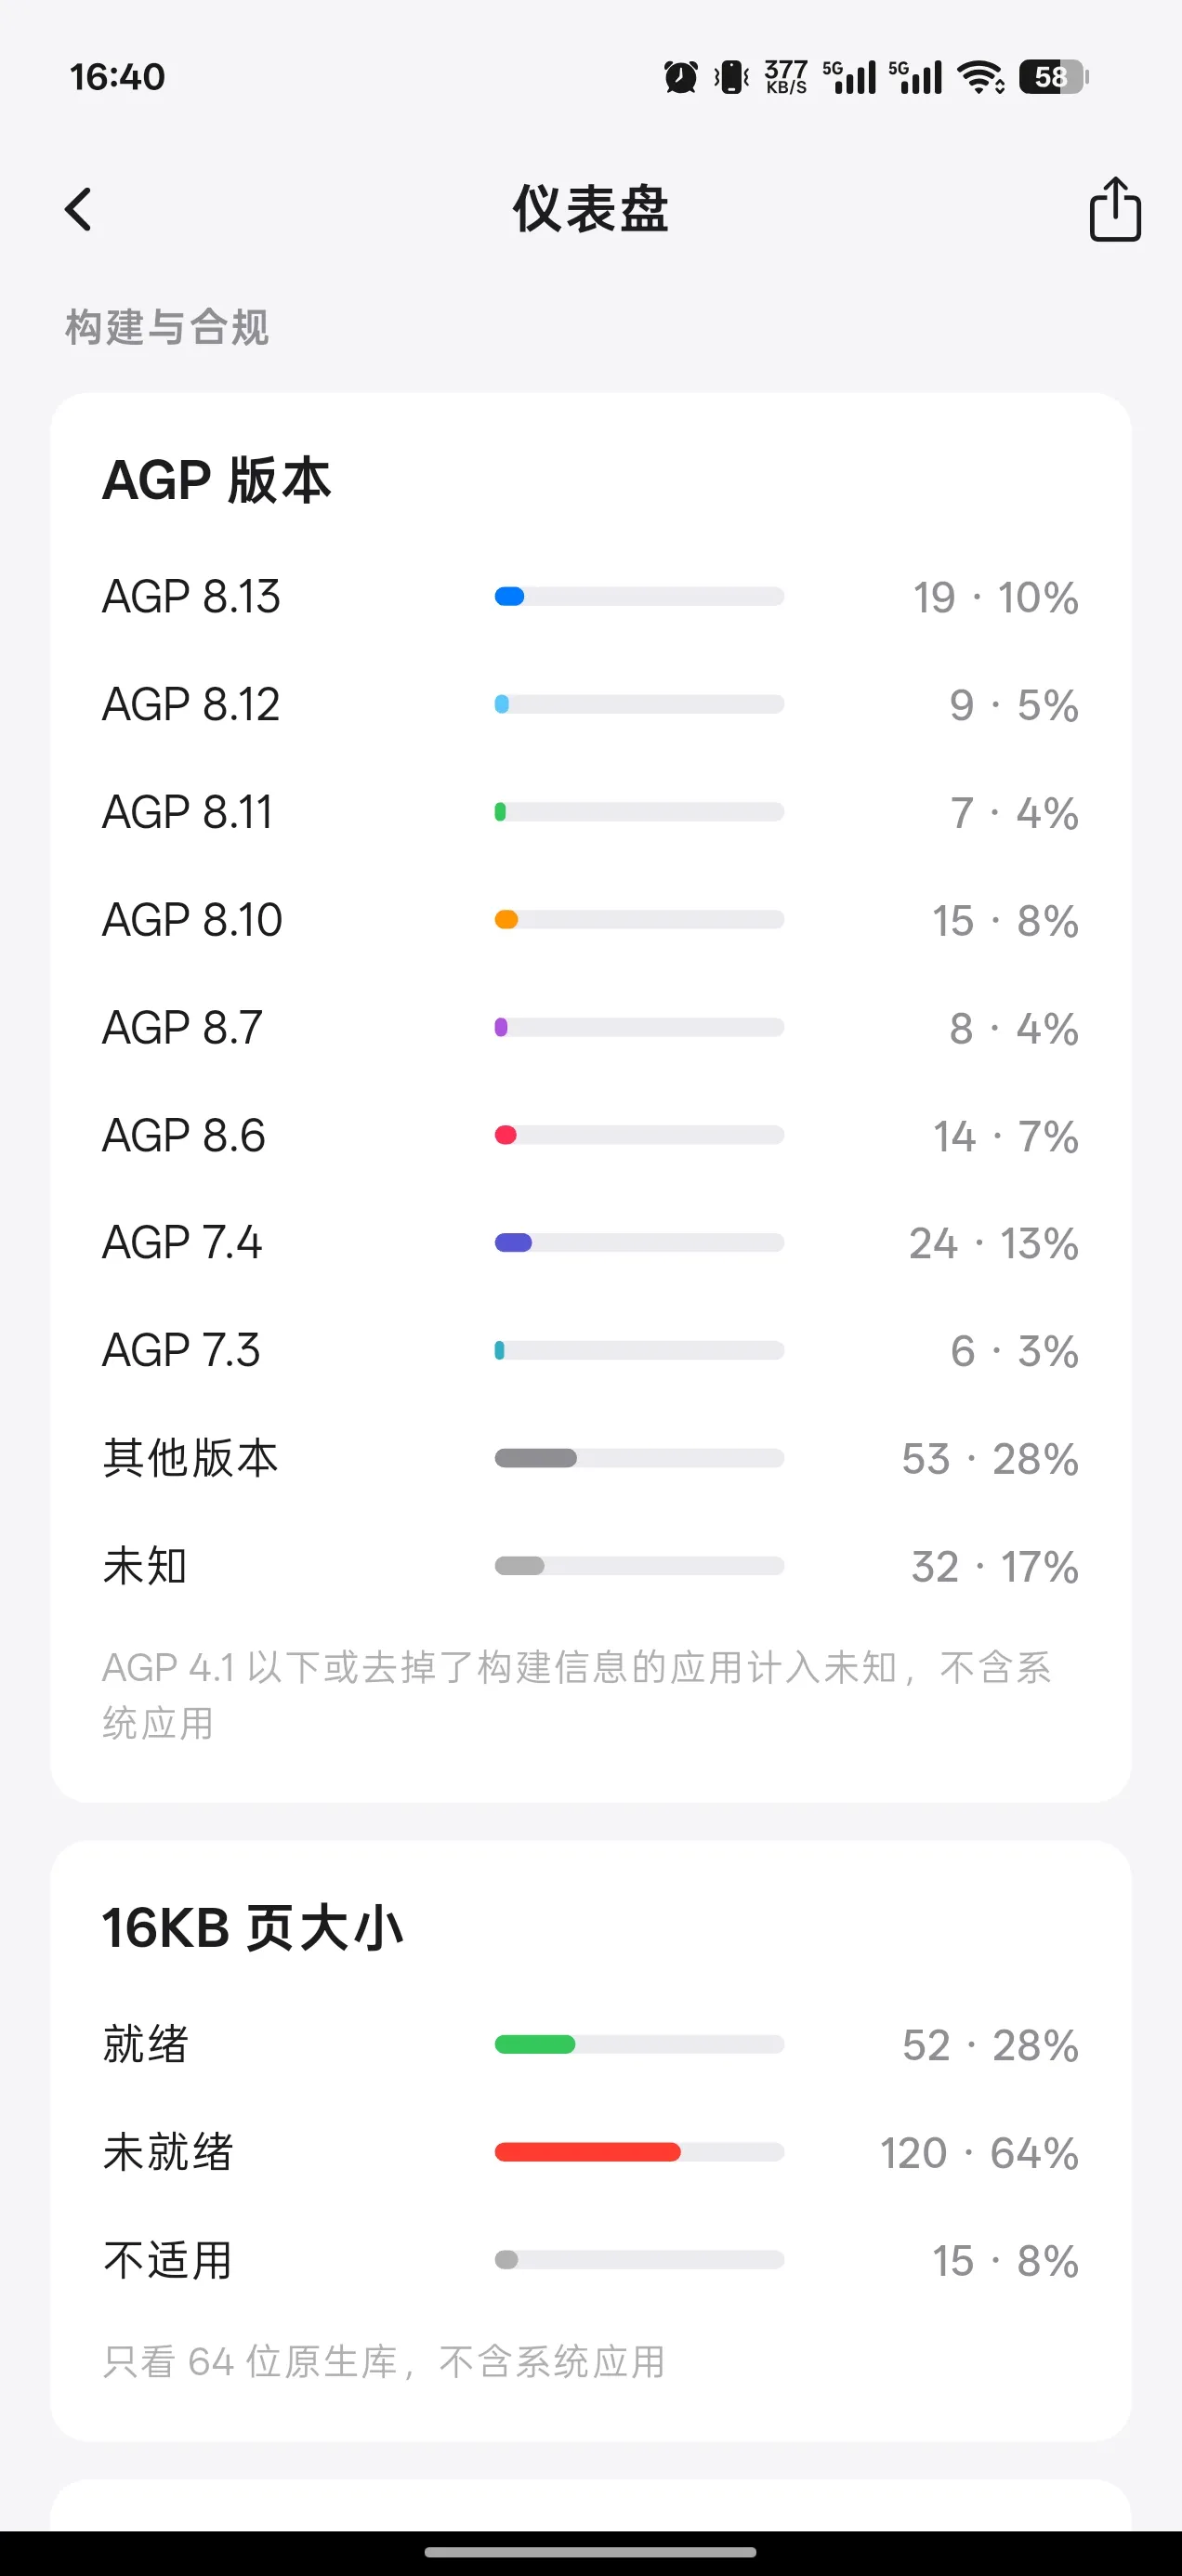 16:40
377
KB/S
5G
5G
58
仪表盘
构建与合规
AGP 版本
AGP 8.13
19 · 10%
AGP 8.12
9 · 5%
AGP 8.11
7 · 4%
AGP 8.10
15 · 8%
AGP 8.7
8 · 4%
AGP 8.6
14 · 7%
AGP 7.4
24 · 13%
AGP 7.3
6 · 3%
其他版本
53 · 28%
未知
32 · 17%
AGP 4.1 以下或去掉了构建信息的应用计入未知，不含系
统应用
16KB 页大小
就绪
52 · 28%
未就绪
120 · 64%
不适用
15 · 8%
只看 64 位原生库，不含系统应用